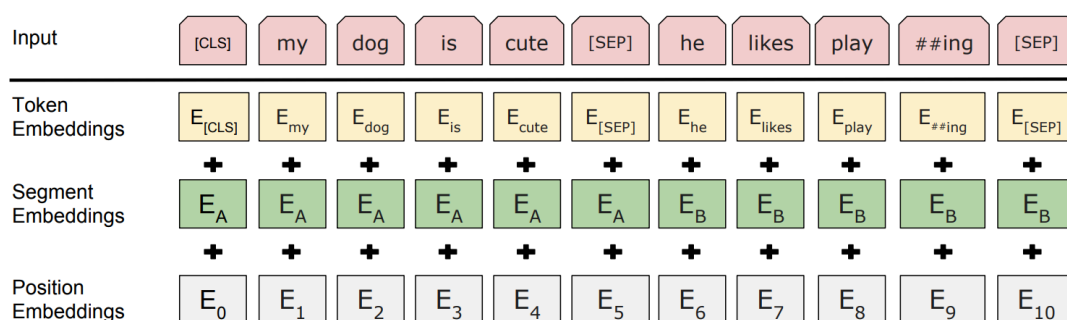 Input [CLS] my dog is cute [SEP] he likes play ##ing [SEP]
Token
Embeddings E[CLS] Emy Edog Eis Ecute E[SEP] Ehe Elikes Eplay E##ing E[SEP]
+ + + + + + + + + + +
Segment
Embeddings EA EA EA EA EA EA EB EB EB EB EB
+ + + + + + + + + + +
Position
Embeddings E0 E1 E2 E3 E4 E5 E6 E7 E8 E9 E10